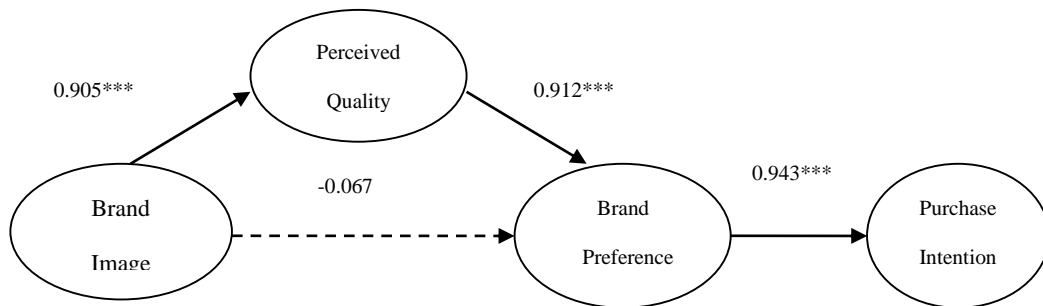 Perceived
Quality
0.905***
0.912***
-0.067
0.943***
Brand
Image
Brand
Preference
Purchase
Intention